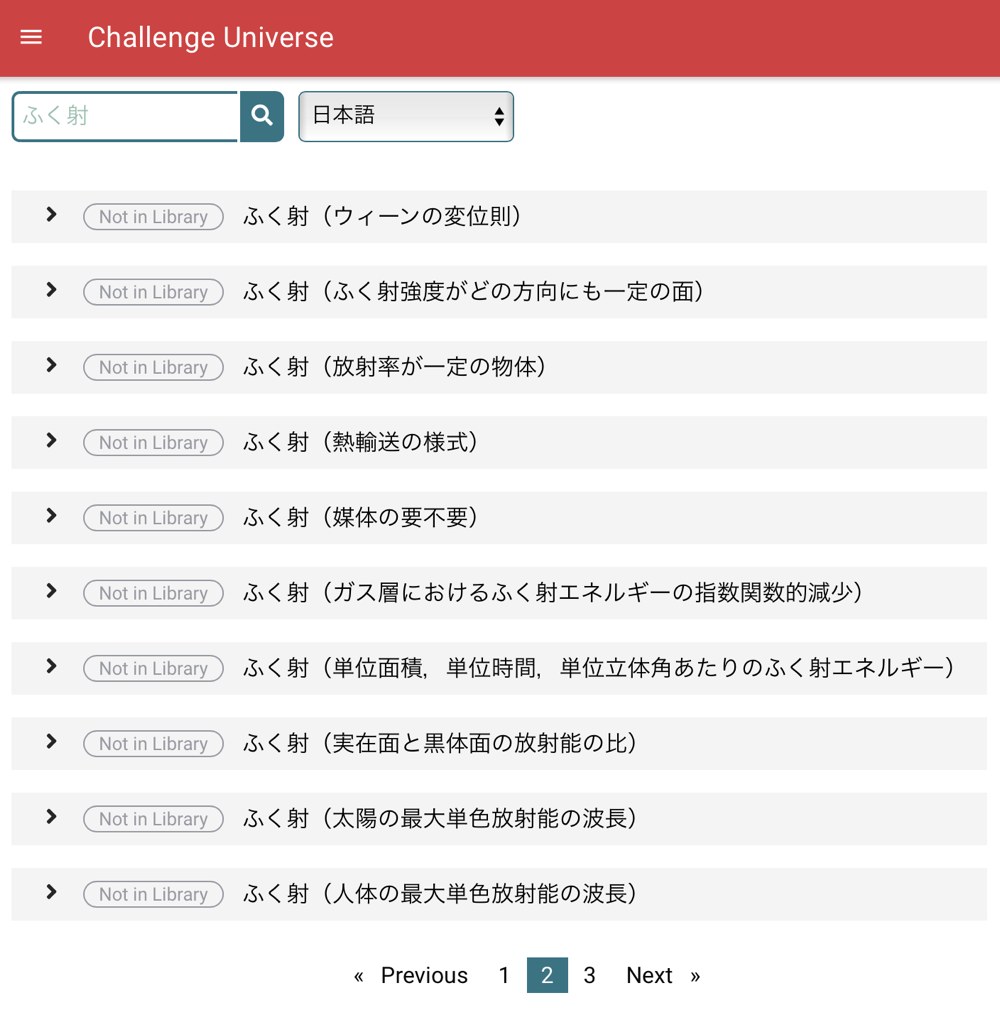 Challenge Universe
ふく射
日本語
Not in Library ふく射（ウィーンの変位則）
Not in Library ふく射（ふく射強度がどの方向にも一定の面）
Not in Library ふく射（放射率が一定の物体）
Not in Library ふく射（熱輸送の様式）
Not in Library ふく射（媒体の要不要）
Not in Library ふく射（ガス層におけるふく射エネルギーの指数関数的減少）
Not in Library ふく射（単位面積，単位時間，単位立体角あたりのふく射エネルギー）
Not in Library ふく射（実在面と黒体面の放射能の比）
Not in Library ふく射（太陽の最大単色放射能の波長）
Not in Library ふく射（人体の最大単色放射能の波長）
« Previous 1 2 3 Next »